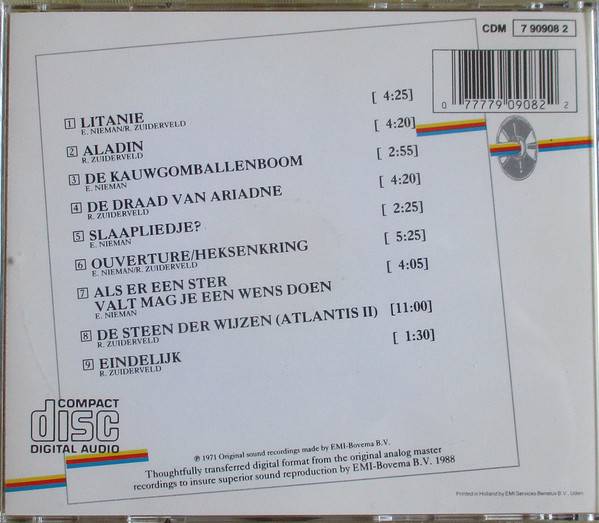 CDM 7 90908 2
0 77779 09082 2
1 LITANIE [ 4:25]
E. NIEMAN/R. ZUIDERVELD
2 ALADIN [ 4:20]
R. ZUIDERVELD
3 DE KAUWGOMBALLENBOOM [ 2:55]
E. NIEMAN
4 DE DRAAD VAN ARIADNE [ 4:20]
R. ZUIDERVELD
5 SLAAPLIEDJE? [ 2:25]
E. NIEMAN
6 OUVERTURE/HEKSENKRING [ 5:25]
E. NIEMAN/R. ZUIDERVELD
7 ALS ER EEN STER [ 4:05]
VALT MAG JE EEN WENS DOEN
E. NIEMAN
8 DE STEEN DER WIJZEN (ATLANTIS II) [11:00]
R. ZUIDERVELD
9 EINDELIJK [ 1:30]
R. ZUIDERVELD
COMPACT
disc
DIGITAL AUDIO
℗ 1971 Original sound recordings made by EMI-Bovema B.V.
Thoughtfully transferred digital format from the original analog master
recordings to insure superior sound reproduction by EMI-Bovema B.V. 1988
Printed in Holland by EMI Services Benelux B.V., Uden